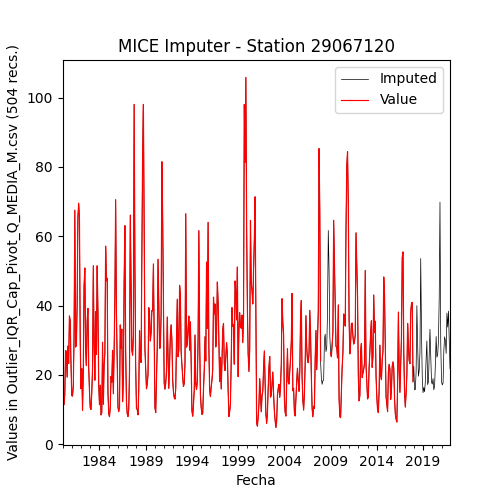 MICE Imputer - Station 29067120
Imputed
Value
Values in Outlier_IQR_Cap_Pivot_Q_MEDIA_M.csv (504 recs.)
100
80
60
40
20
0
1984 1989 1994 1999 2004 2009 2014 2019
Fecha